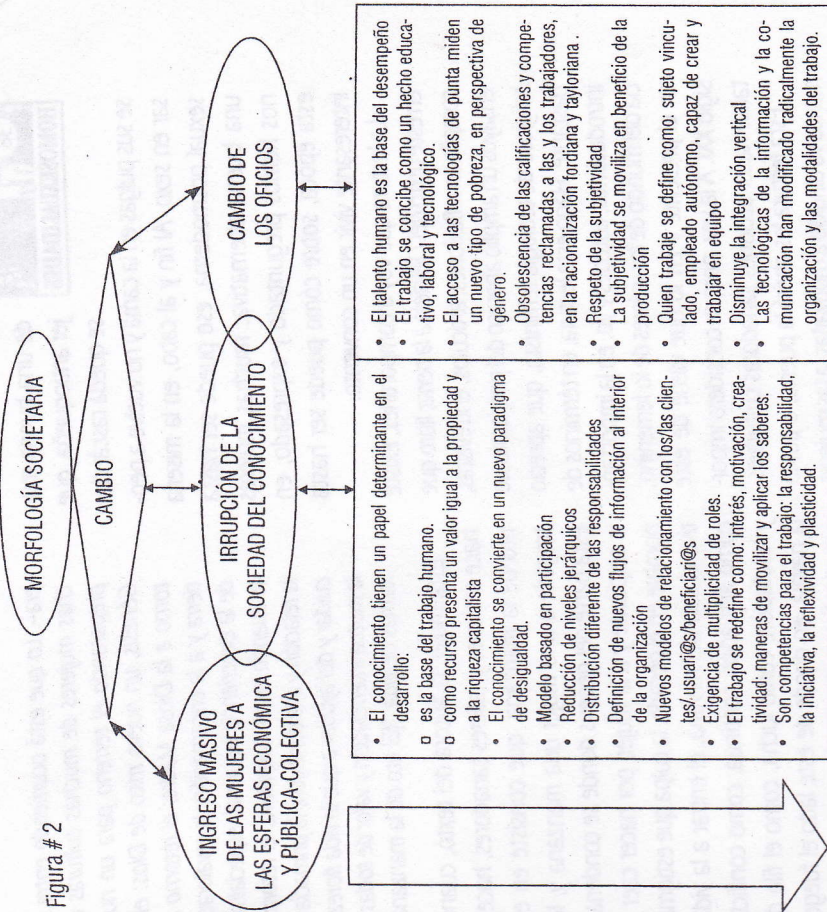 Figura # 2
MORFOLOGÍA SOCIETARIA
CAMBIO
INGRESO MASIVO
DE LAS MUJERES A
LAS ESFERAS ECONÓMICA
Y PÚBLICA-COLECTIVA
IRRUPCIÓN DE LA
SOCIEDAD DEL CONOCIMIENTO
CAMBIO DE
LOS OFICIOS
El conocimiento tienen un papel determinante en el
desarrollo:
□ es la base del trabajo humano.
□ como recurso presenta un valor igual a la propiedad y
a la riqueza capitalista
• El conocimiento se convierte en un nuevo paradigma
de desigualdad.
• Modelo basado en participación
• Reducción de niveles jerárquicos
• Distribución diferente de las responsabilidades
• Definición de nuevos flujos de información al interior
de la organización
• Nuevos modelos de relacionamiento con los/las clien-
tes/ usuari@s/beneficiari@s
• Exigencia de multiplicidad de roles.
• El trabajo se redefine como: interés, motivación, crea-
tividad: maneras de movilizar y aplicar los saberes.
• Son competencias para el trabajo: la responsabilidad,
la iniciativa, la reflexividad y plasticidad.
• El talento humano es la base del desempeño
• El trabajo se concibe como un hecho educa-
tivo, laboral y tecnológico.
• El acceso a las tecnologías de punta miden
un nuevo tipo de pobreza, en perspectiva de
género.
• Obsolescencia de las calificaciones y compe-
tencias reclamadas a las y los trabajadores,
en la racionalización fordiana y tayloriana .
• Respeto de la subjetividad
• La subjetividad se moviliza en beneficio de la
producción
• Quien trabaje se define como: sujeto vincu-
lado, empleado autónomo, capaz de crear y
trabajar en equipo
• Disminuye la integración vertical
• Las tecnológicas de la información y la co-
municación han modificado radicalmente la
organización y las modalidades del trabajo.